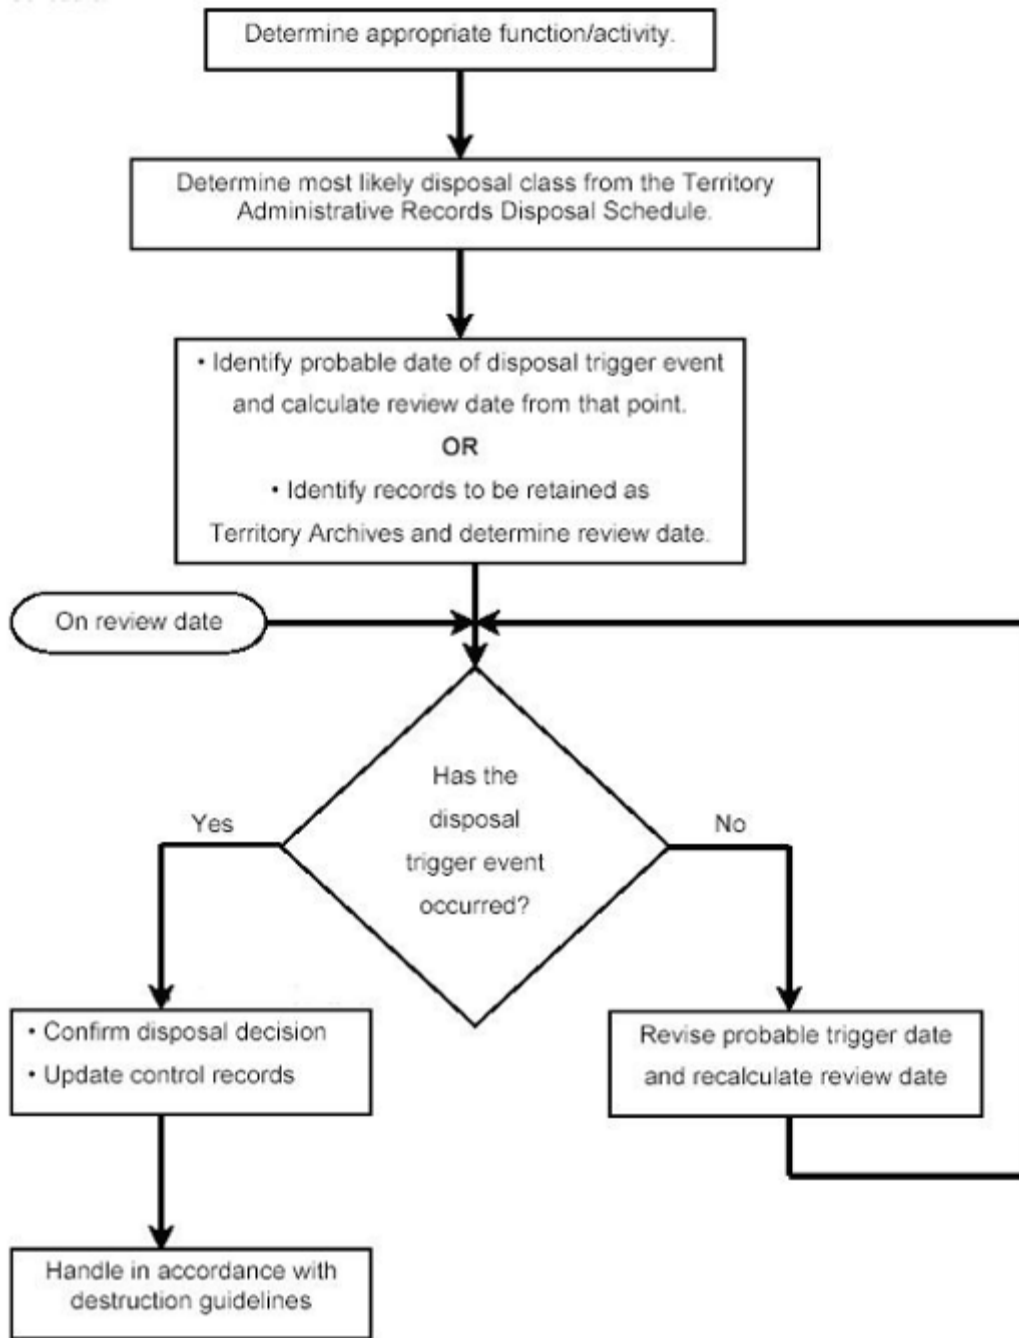 Determine appropriate function/activity.
Determine most likely disposal class from the Territory
Administrative Records Disposal Schedule.
• Identify probable date of disposal trigger event
and calculate review date from that point.
OR
• Identify records to be retained as
Territory Archives and determine review date.
On review date
Has the
disposal
trigger event
occurred?
Yes
No
• Confirm disposal decision
• Update control records
Revise probable trigger date
and recalculate review date
Handle in accordance with
destruction guidelines